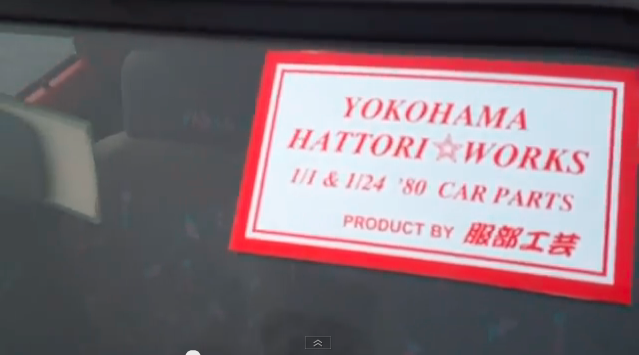 YOKOHAMA
HATTORI☆WORKS
1/1 & 1/24 '80 CAR PARTS
PRODUCT BY 服部工芸